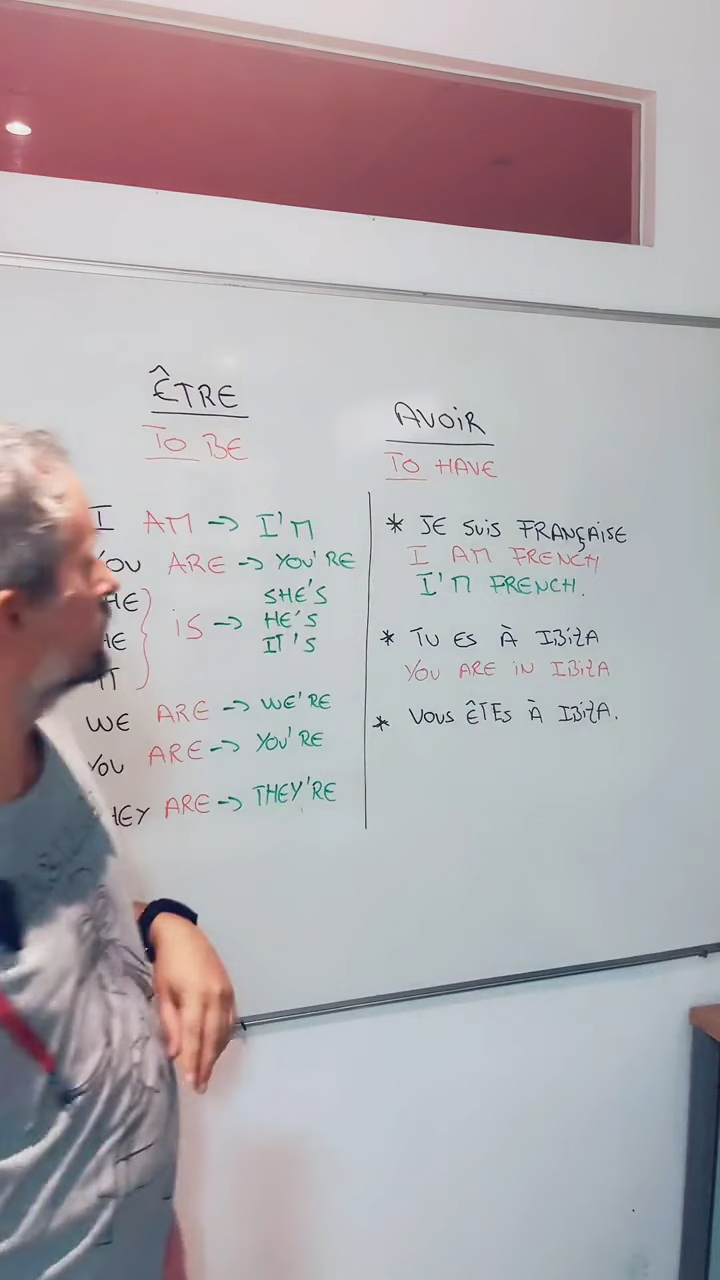 ÊTRE
TO BE
I AM -> I'M
YOU ARE -> YOU'RE
HE
SHE'S
IS -> HE'S
HE
IT'S
IT
WE ARE -> WE'RE
YOU ARE -> YOU'RE
HEY ARE -> THEY'RE
AVOIR
TO HAVE
* JE SUIS FRANÇAISE
I AM FRENCH
I'M FRENCH.
* TU ES À IBIZA
YOU ARE IN IBIZA
* VOUS ÊTES À IBIZA.